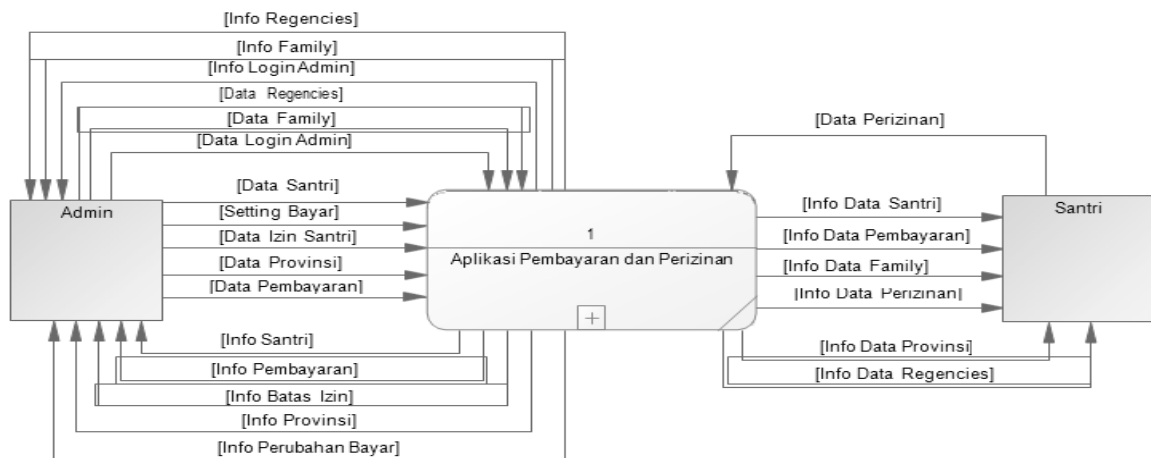 [Info Regencies]
[Info Family]
[Info Login Admin]
[Data Regencies]
[Data Family]
[Data Login Admin]
[Data Santri]
[Setting Bayar]
[Data Izin Santri]
[Data Provinsi]
[Data Pembayaran]
Admin
[Info Santri]
[Info Pembayaran]
[Info Batas Izin]
[Info Provinsi]
[Info Perubahan Bayar]
1
Aplikasi Pembayaran dan Perizinan
[Data Perizinan]
[Info Data Santri]
[Info Data Pembayaran]
[Info Data Family]
[Info Data Perizinan]
Santri
[Info Data Provinsi]
[Info Data Regencies]